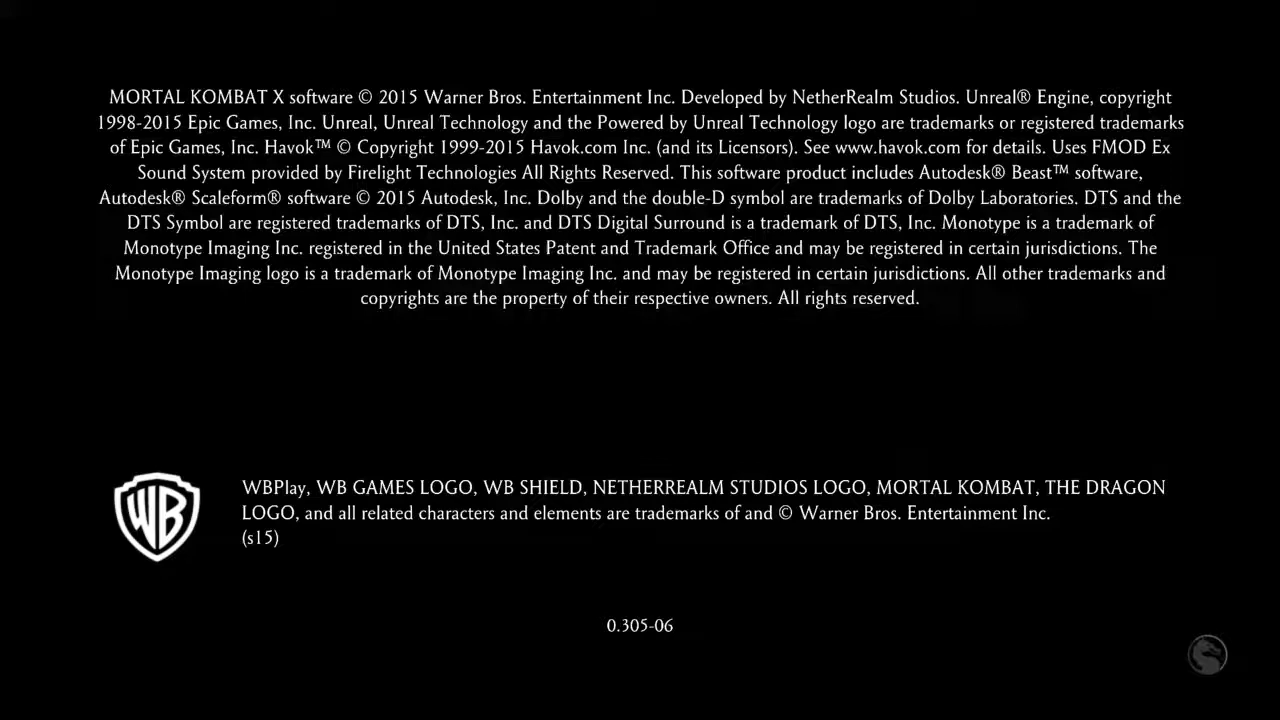 MORTAL KOMBAT X software © 2015 Warner Bros. Entertainment Inc. Developed by NetherRealm Studios. Unreal® Engine, copyright
1998-2015 Epic Games, Inc. Unreal, Unreal Technology and the Powered by Unreal Technology logo are trademarks or registered trademarks
of Epic Games, Inc. Havok™ © Copyright 1999-2015 Havok.com Inc. (and its Licensors). See www.havok.com for details. Uses FMOD Ex
Sound System provided by Firelight Technologies All Rights Reserved. This software product includes Autodesk® Beast™ software,
Autodesk® Scaleform® software © 2015 Autodesk, Inc. Dolby and the double-D symbol are trademarks of Dolby Laboratories. DTS and the
DTS Symbol are registered trademarks of DTS, Inc. and DTS Digital Surround is a trademark of DTS, Inc. Monotype is a trademark of
Monotype Imaging Inc. registered in the United States Patent and Trademark Office and may be registered in certain jurisdictions. The
Monotype Imaging logo is a trademark of Monotype Imaging Inc. and may be registered in certain jurisdictions. All other trademarks and
copyrights are the property of their respective owners. All rights reserved.
WB
WBPlay, WB GAMES LOGO, WB SHIELD, NETHERREALM STUDIOS LOGO, MORTAL KOMBAT, THE DRAGON
LOGO, and all related characters and elements are trademarks of and © Warner Bros. Entertainment Inc.
(s15)
0.305-06